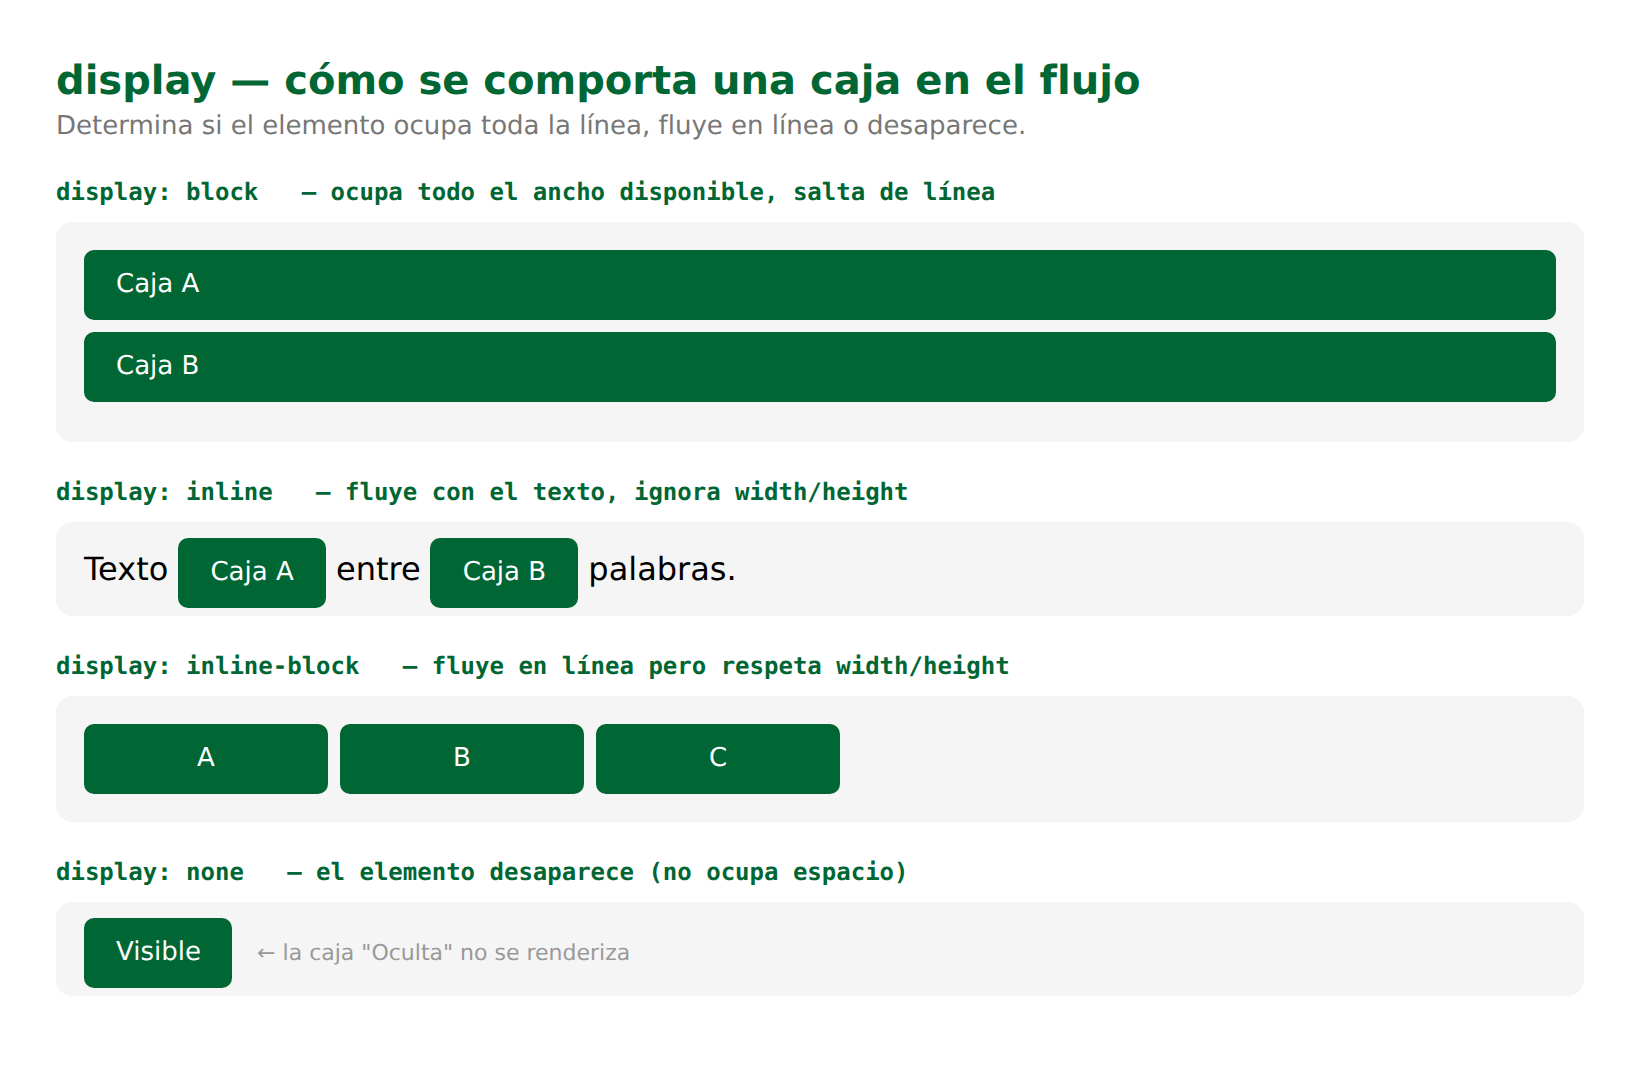 display — cómo se comporta una caja en el flujo
Determina si el elemento ocupa toda la línea, fluye en línea o desaparece.
display: block — ocupa todo el ancho disponible, salta de línea
Caja A
Caja B
display: inline — fluye con el texto, ignora width/height
Texto Caja A entre Caja B palabras.
display: inline-block — fluye en línea pero respeta width/height
A B C
display: none — el elemento desaparece (no ocupa espacio)
Visible ← la caja "Oculta" no se renderiza